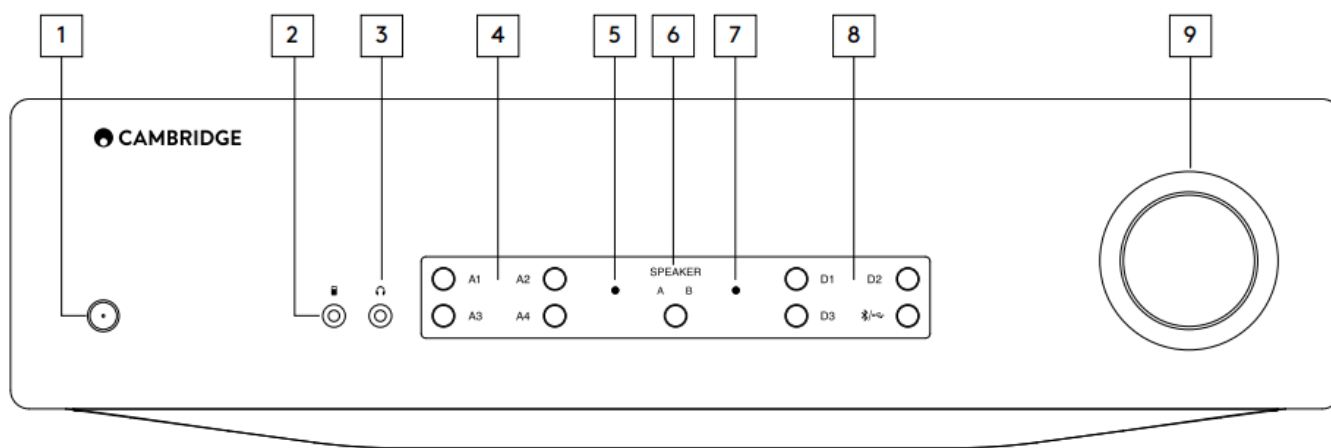 1 2 3 4 5 6 7 8 9
CAMBRIDGE
SPEAKER
A1 A2 A B D1 D2
A3 A4 D3